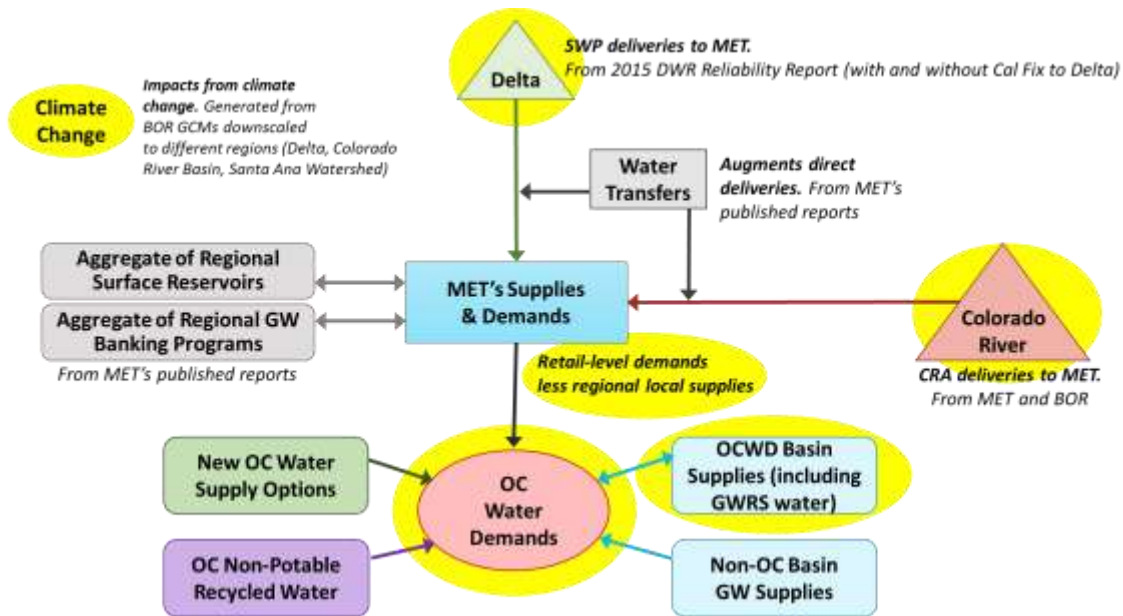 SWP deliveries to MET.
From 2015 DWR Reliability Report (with and without Cal Fix to Delta)
Delta
Climate
Change
Impacts from climate
change. Generated from
BOR GCMs downscaled
to different regions (Delta, Colorado
River Basin, Santa Ana Watershed)
Water
Transfers
Augments direct
deliveries. From MET's
published reports
Aggregate of Regional
Surface Reservoirs
Aggregate of Regional GW
Banking Programs
From MET's published reports
MET's Supplies
& Demands
Colorado
River
CRA deliveries to MET.
From MET and BOR
Retail-level demands
less regional local supplies
New OC Water
Supply Options
OC
Water
Demands
OCWD Basin
Supplies (including
GWRS water)
OC Non-Potable
Recycled Water
Non-OC Basin
GW Supplies